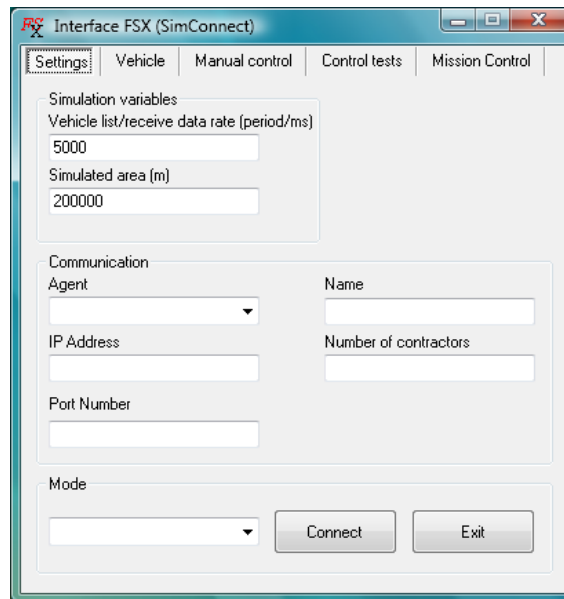 FSX Interface FSX (SimConnect)
Settings Vehicle Manual control Control tests Mission Control
Simulation variables
Vehicle list/receive data rate (period/ms)
5000
Simulated area (m)
200000
Communication
Agent Name
IP Address Number of contractors
Port Number
Mode
Connect Exit